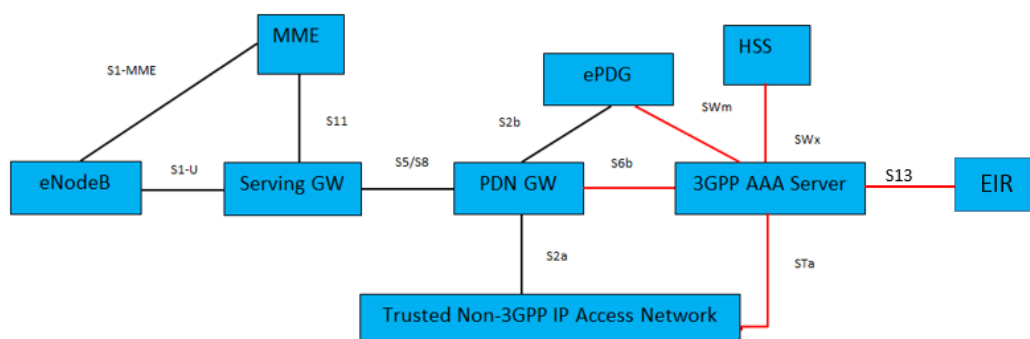 MME
HSS
S1-MME
ePDG
S11
S2b
SWm
SWx
eNodeB
S1-U
Serving GW
S5/S8
PDN GW
S6b
3GPP AAA Server
S13
EIR
S2a
STa
Trusted Non-3GPP IP Access Network